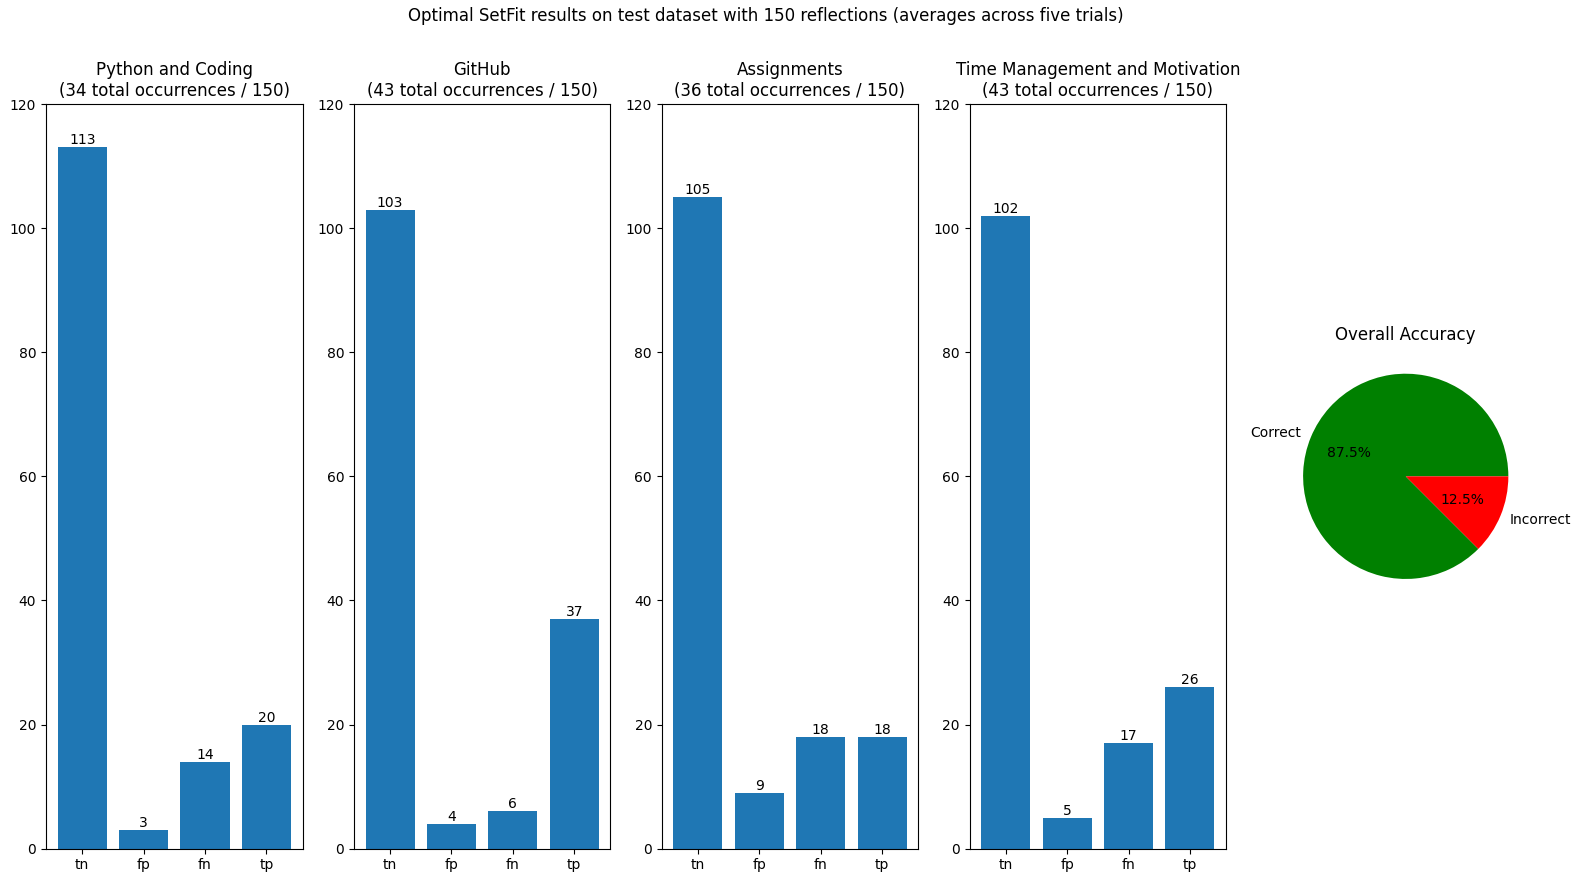 Optimal SetFit results on test dataset with 150 reflections (averages across five trials)
Python and Coding
(34 total occurrences / 150)
120
100
80
60
40
20
0
113
3
14
20
tn fp fn tp
GitHub
(43 total occurrences / 150)
120
100
80
60
40
20
0
103
4
6
37
tn fp fn tp
Assignments
(36 total occurrences / 150)
120
100
80
60
40
20
0
105
9
18
18
tn fp fn tp
Time Management and Motivation
(43 total occurrences / 150)
120
100
80
60
40
20
0
102
5
17
26
tn fp fn tp
Overall Accuracy
Correct
87.5%
12.5%
Incorrect